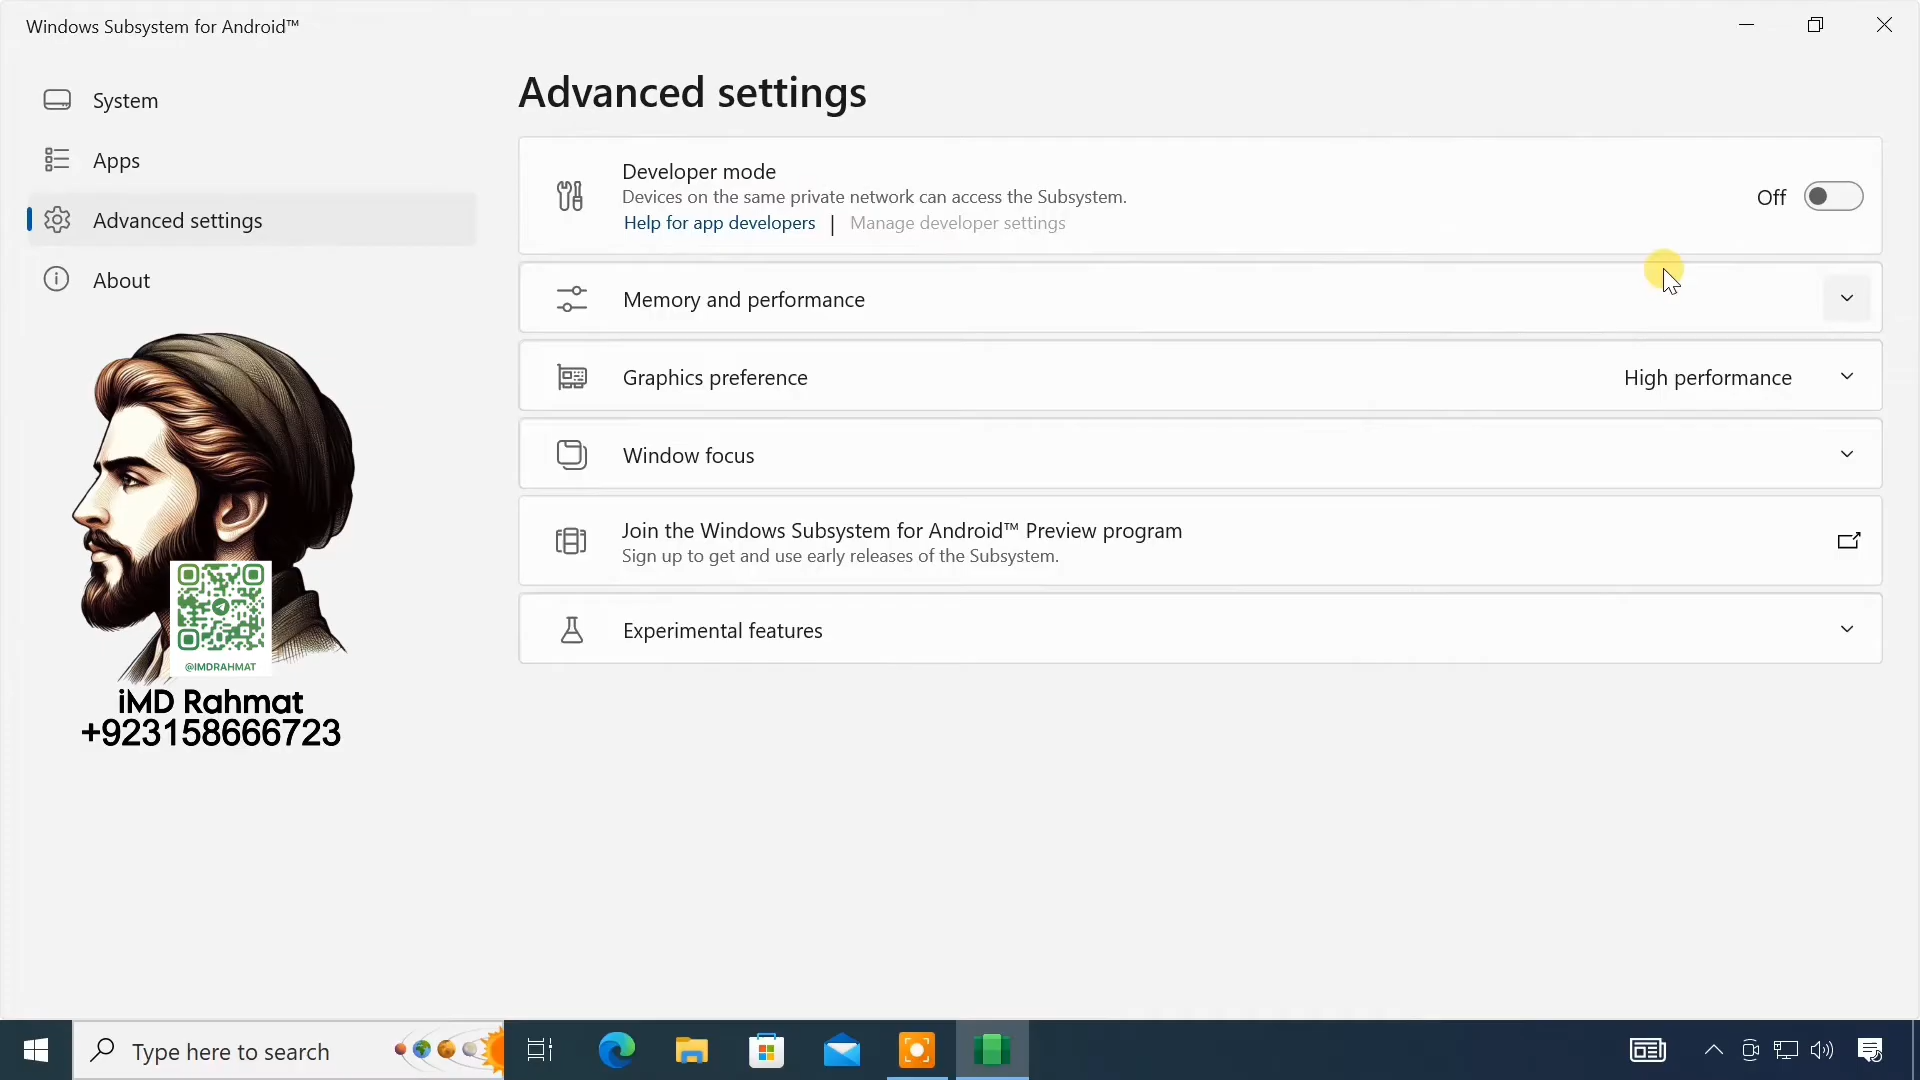 Windows Subsystem for Android™
System
Apps
Advanced settings
About
@IMDRAHMAT
iMD Rahmat
+923158666723
Advanced settings
Developer mode
Devices on the same private network can access the Subsystem.
Help for app developers | Manage developer settings
Off
Memory and performance
Graphics preference
High performance
Window focus
Join the Windows Subsystem for Android™ Preview program
Sign up to get and use early releases of the Subsystem.
Experimental features
Type here to search